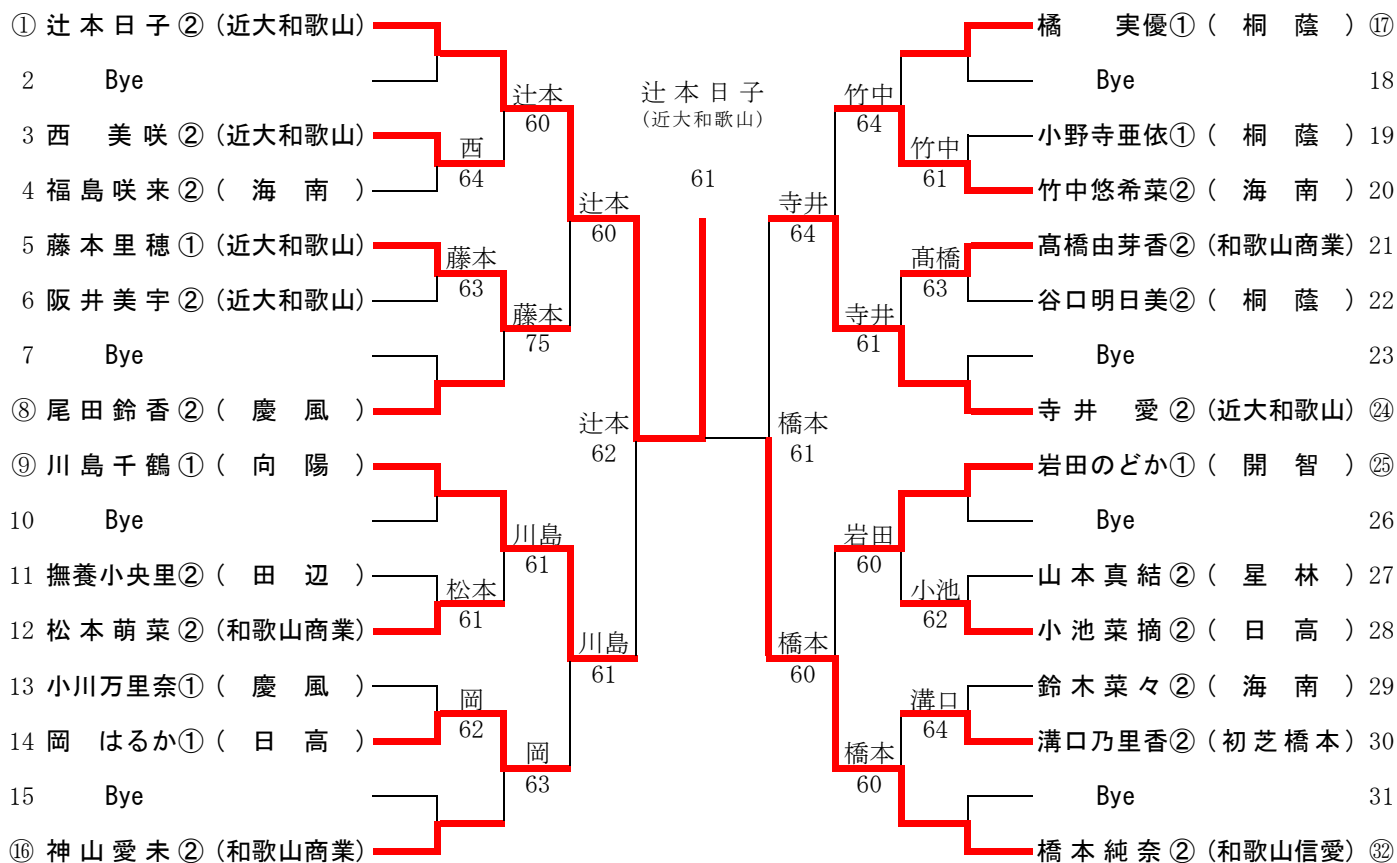 ① 辻本日子② (近大和歌山)
2 Bye
3 西 美咲② (近大和歌山)
4 福島咲来② ( 海 南 )
5 藤本里穂① (近大和歌山)
6 阪井美宇② (近大和歌山)
7 Bye
⑧ 尾田鈴香② ( 慶 風 )
⑨ 川島千鶴① ( 向 陽 )
10 Bye
11 撫養小央里② ( 田 辺 )
12 松本萌菜② (和歌山商業)
13 小川万里奈① ( 慶 風 )
14 岡 はるか① ( 日 高 )
15 Bye
⑯ 神山愛未② (和歌山商業)
西
64
藤本
63
松本
61
岡
62
辻本
60
藤本
75
川島
61
岡
63
辻本
60
川島
61
辻本
62
辻本日子
(近大和歌山)
61
橋本
61
寺井
64
橋本
60
竹中
64
寺井
61
岩田
60
橋本
60
竹中
61
髙橋
63
小池
62
溝口
64
橘 実優① ( 桐 蔭 ) ⑰
Bye 18
小野寺亜依① ( 桐 蔭 ) 19
竹中悠希菜② ( 海 南 ) 20
髙橋由芽香② (和歌山商業) 21
谷口明日美② ( 桐 蔭 ) 22
Bye 23
寺井 愛② (近大和歌山) ㉔
岩田のどか① ( 開 智 ) ㉕
Bye 26
山本真結② ( 星 林 ) 27
小池菜摘② ( 日 高 ) 28
鈴木菜々② ( 海 南 ) 29
溝口乃里香② (初芝橋本) 30
Bye 31
橋本純奈② (和歌山信愛) ㉜